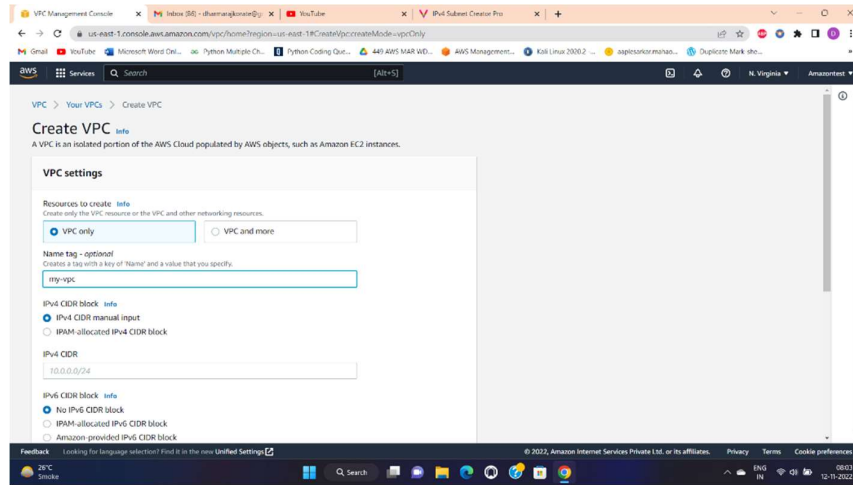 VPC Management Console
Inbox (86) - dharmarajkorate@g
YouTube
IPv4 Subnet Creator Pro
us-east-1.console.aws.amazon.com/vpc/home?region=us-east-1#CreateVpc:createMode=vpcOnly
Gmail YouTube Microsoft Word Onl... Python Multiple Ch... Python Coding Que... 449 AWS MAR WD... AWS Management... Kali Linux 2020.2 -... aaplesarkar.mahao... Duplicate Mark she...
aws Services Search [Alt+S] N. Virginia Amazontest
VPC > Your VPCs > Create VPC
Create VPC Info
A VPC is an isolated portion of the AWS Cloud populated by AWS objects, such as Amazon EC2 instances.
VPC settings
Resources to create Info
Create only the VPC resource or the VPC and other networking resources.
VPC only VPC and more
Name tag - optional
Creates a tag with a key of 'Name' and a value that you specify.
my-vpc
IPv4 CIDR block Info
IPv4 CIDR manual input
IPAM-allocated IPv4 CIDR block
IPv4 CIDR
10.0.0.0/24
IPv6 CIDR block Info
No IPv6 CIDR block
IPAM-allocated IPv6 CIDR block
Amazon-provided IPv6 CIDR block
Feedback Looking for language selection? Find it in the new Unified Settings © 2022, Amazon Internet Services Private Ltd. or its affiliates. Privacy Terms Cookie preferences
26°C Search ENG 08:03
Smoke IN 12-11-2022